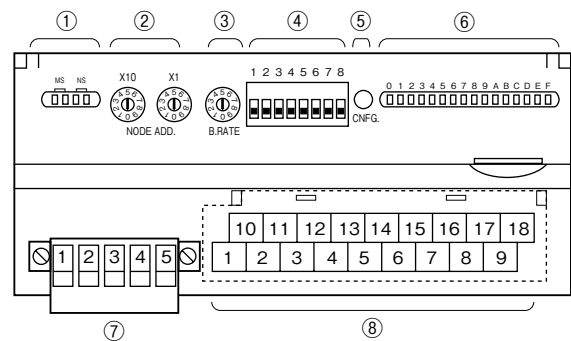 ① ② ③ ④ ⑤ ⑥
MS NS
X10 X1
NODE ADD.
B.RATE
1 2 3 4 5 6 7 8
CNFG.
0 1 2 3 4 5 6 7 8 9 A B C D E F
10 11 12 13 14 15 16 17 18
1 2 3 4 5
1 2 3 4 5 6 7 8 9
⑦ ⑧